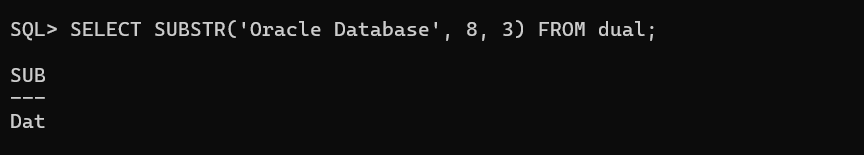 SQL> SELECT SUBSTR('Oracle Database', 8, 3) FROM dual;
SUB
---
Dat